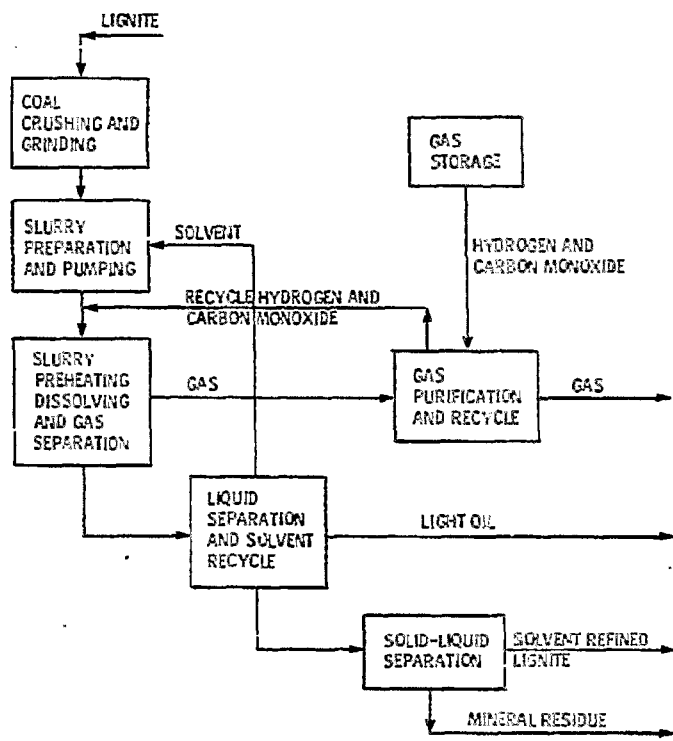 LIGNITE
COAL
CRUSHING AND
GRINDING
GAS
STORAGE
SLURRY
PREPARATION
AND PUMPING
SOLVENT
HYDROGEN AND
CARBON MONOXIDE
RECYCLE HYDROGEN AND
CARBON MONOXIDE
SLURRY
PREHEATING
DISSOLVING
AND GAS
SEPARATION
GAS
GAS
PURIFICATION
AND RECYCLE
GAS
LIQUID
SEPARATION
AND SOLVENT
RECYCLE
LIGHT OIL
SOLID-LIQUID
SEPARATION
SOLVENT REFINED
LIGNITE
MINERAL RESIDUE